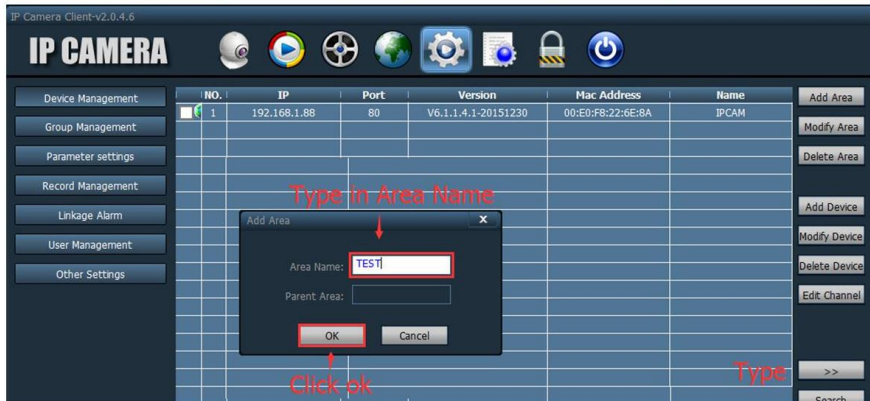 IP Camera Client-v2.0.4.6
IP CAMERA
Device Management
Group Management
Parameter settings
Record Management
Linkage Alarm
User Management
Other Settings
NO. IP Port Version Mac Address Name
1 192.168.1.88 80 V6.1.1.4.1-20151230 00:E0:F8:22:6E:8A IPCAM
Type in Area Name
Add Area X
Area Name: TEST
Parent Area:
OK Cancel
Click ok
Type
Add Area
Modify Area
Delete Area
Add Device
Modify Device
Delete Device
Edit Channel
>>
Search